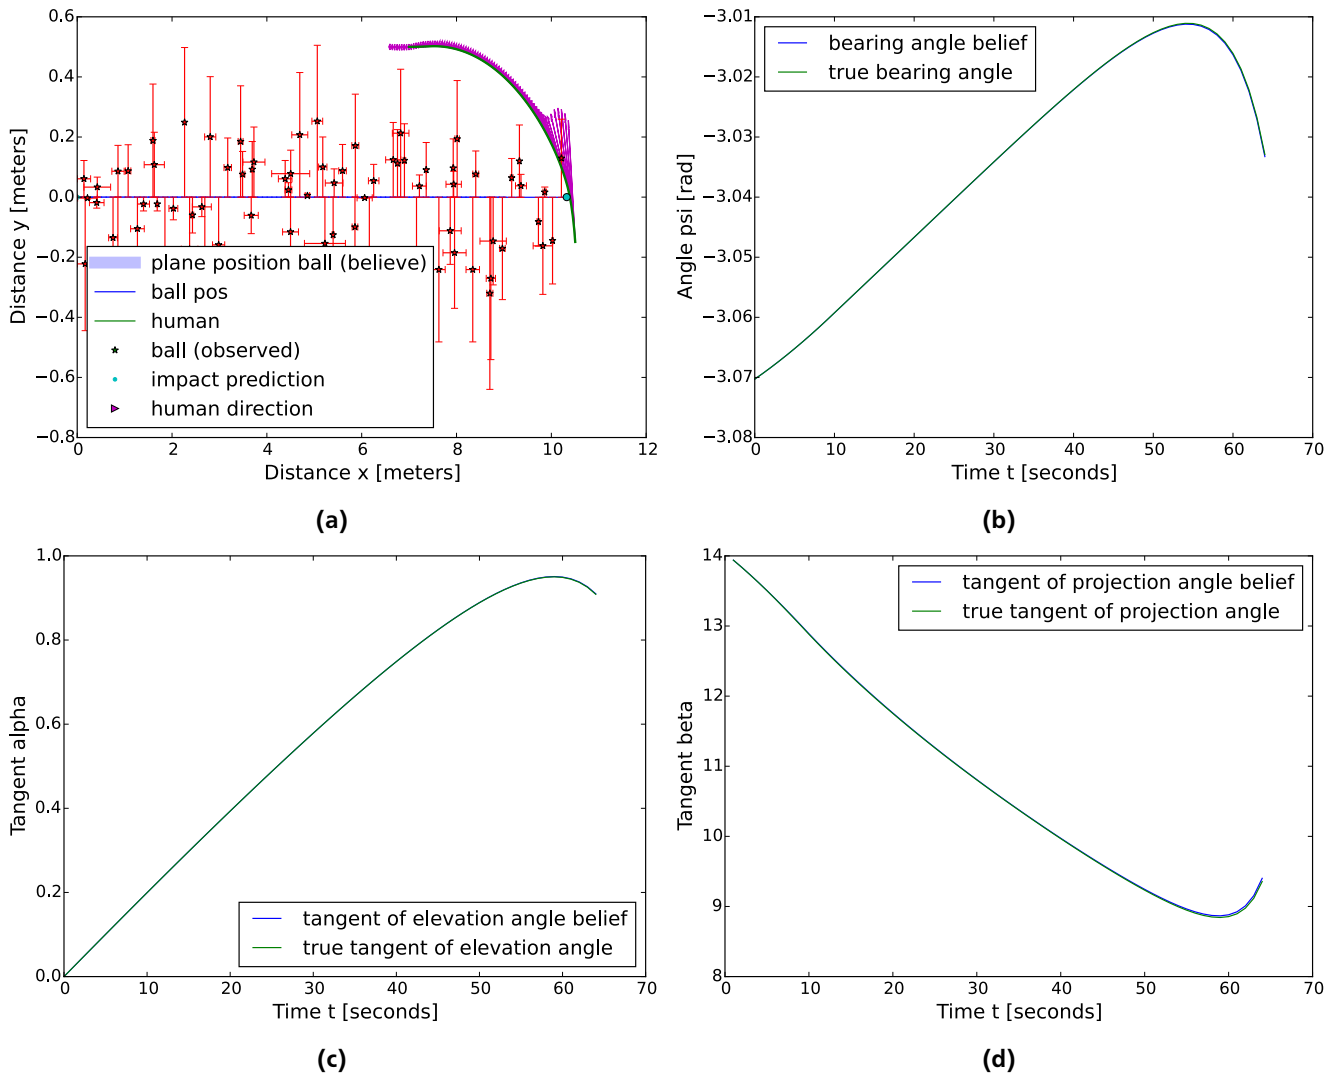 0.6
0.4
0.2
0.0
−0.2
−0.4
−0.6
−0.8
Distance y [meters]
plane position ball (believe)
ball pos
human
ball (observed)
impact prediction
human direction
0 2 4 6 8 10 12
Distance x [meters]
(a)
−3.01
−3.02
−3.03
−3.04
−3.05
−3.06
−3.07
−3.08
Angle psi [rad]
bearing angle belief
true bearing angle
0 10 20 30 40 50 60 70
Time t [seconds]
(b)
1.0
0.8
0.6
0.4
0.2
0.0
Tangent alpha
tangent of elevation angle belief
true tangent of elevation angle
0 10 20 30 40 50 60 70
Time t [seconds]
(c)
14
13
12
11
10
9
8
Tangent beta
tangent of projection angle belief
true tangent of projection angle
0 10 20 30 40 50 60 70
Time t [seconds]
(d)